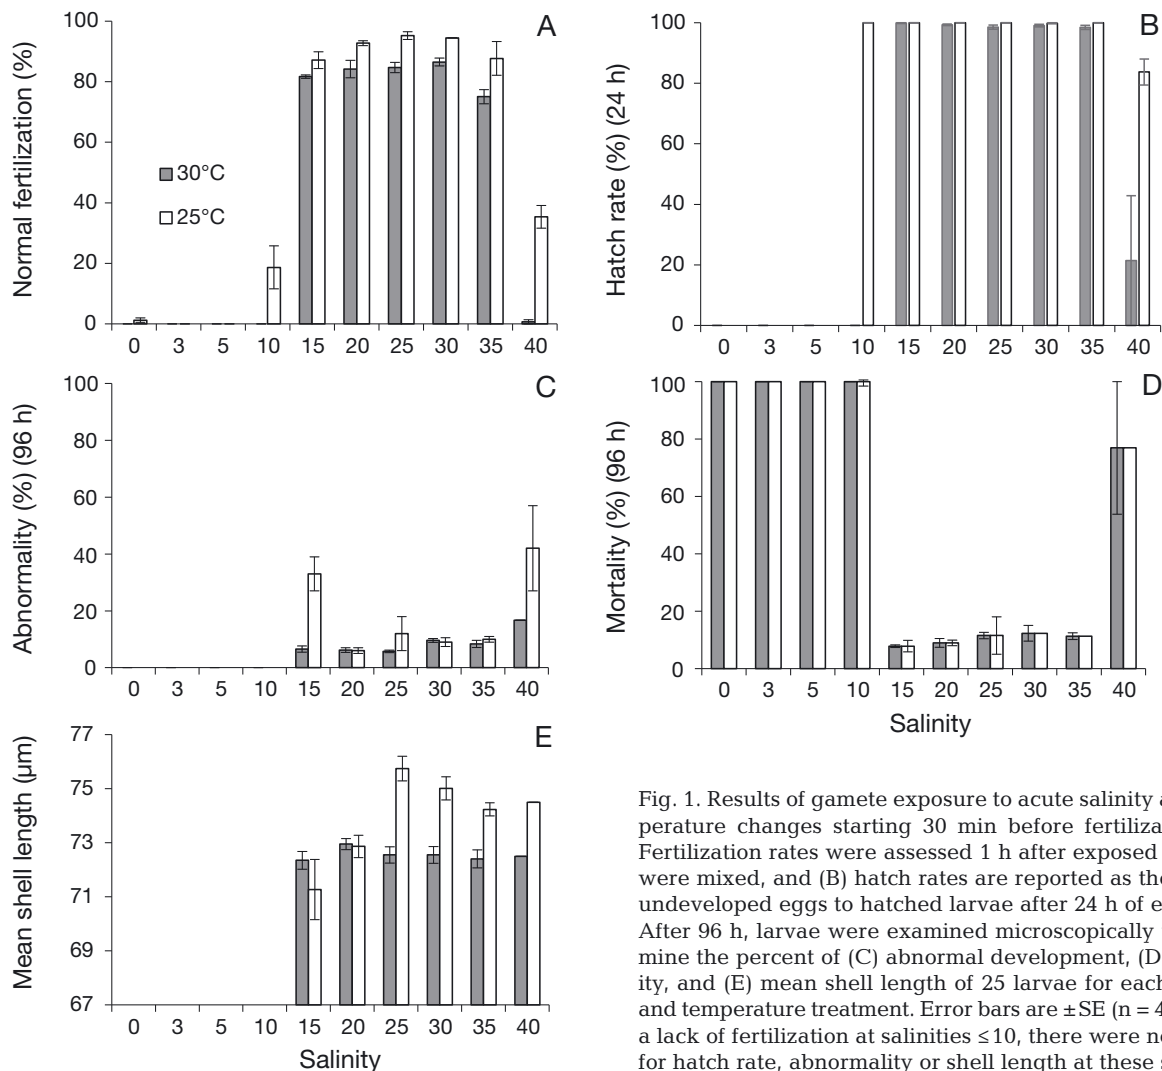 A
Normal fertilization (%)
100
80
60
40
20
0
30°C
25°C
0 3 5 10 15 20 25 30 35 40
B
Hatch rate (%) (24 h)
100
80
60
40
20
0
0 3 5 10 15 20 25 30 35 40
C
Abnormality (%) (96 h)
100
80
60
40
20
0
0 3 5 10 15 20 25 30 35 40
D
Mortality (%) (96 h)
100
80
60
40
20
0
0 3 5 10 15 20 25 30 35 40
Salinity
E
Mean shell length (µm)
77
75
73
71
69
67
0 3 5 10 15 20 25 30 35 40
Salinity
Fig. 1. Results of gamete exposure to acute salinity a
perature changes starting 30 min before fertiliza
Fertilization rates were assessed 1 h after exposed
were mixed, and (B) hatch rates are reported as the
undeveloped eggs to hatched larvae after 24 h of e
After 96 h, larvae were examined microscopically
mine the percent of (C) abnormal development, (D
ity, and (E) mean shell length of 25 larvae for each
and temperature treatment. Error bars are ±SE (n = 4
a lack of fertilization at salinities ≤10, there were no
for hatch rate, abnormality or shell length at these s